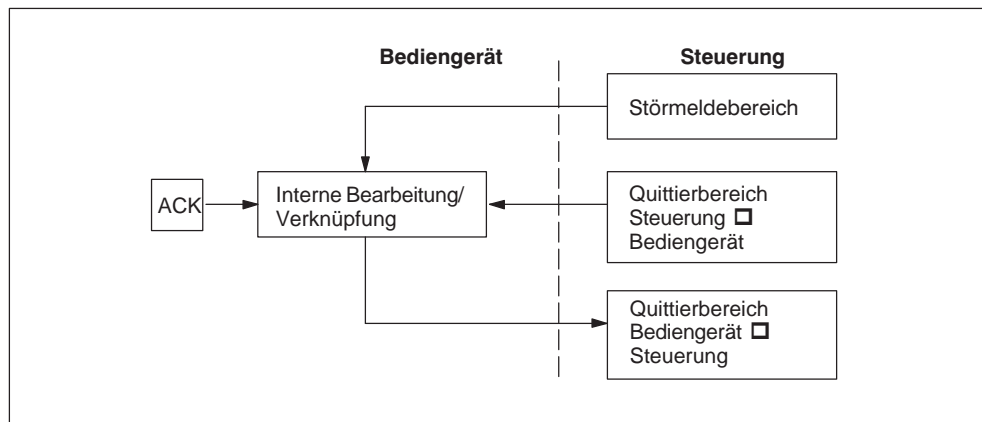 Bediengerät
Steuerung
Störmeldebereich
ACK
Interne Bearbeitung/
Verknüpfung
Quittierbereich
Steuerung □
Bediengerät
Quittierbereich
Bediengerät □
Steuerung